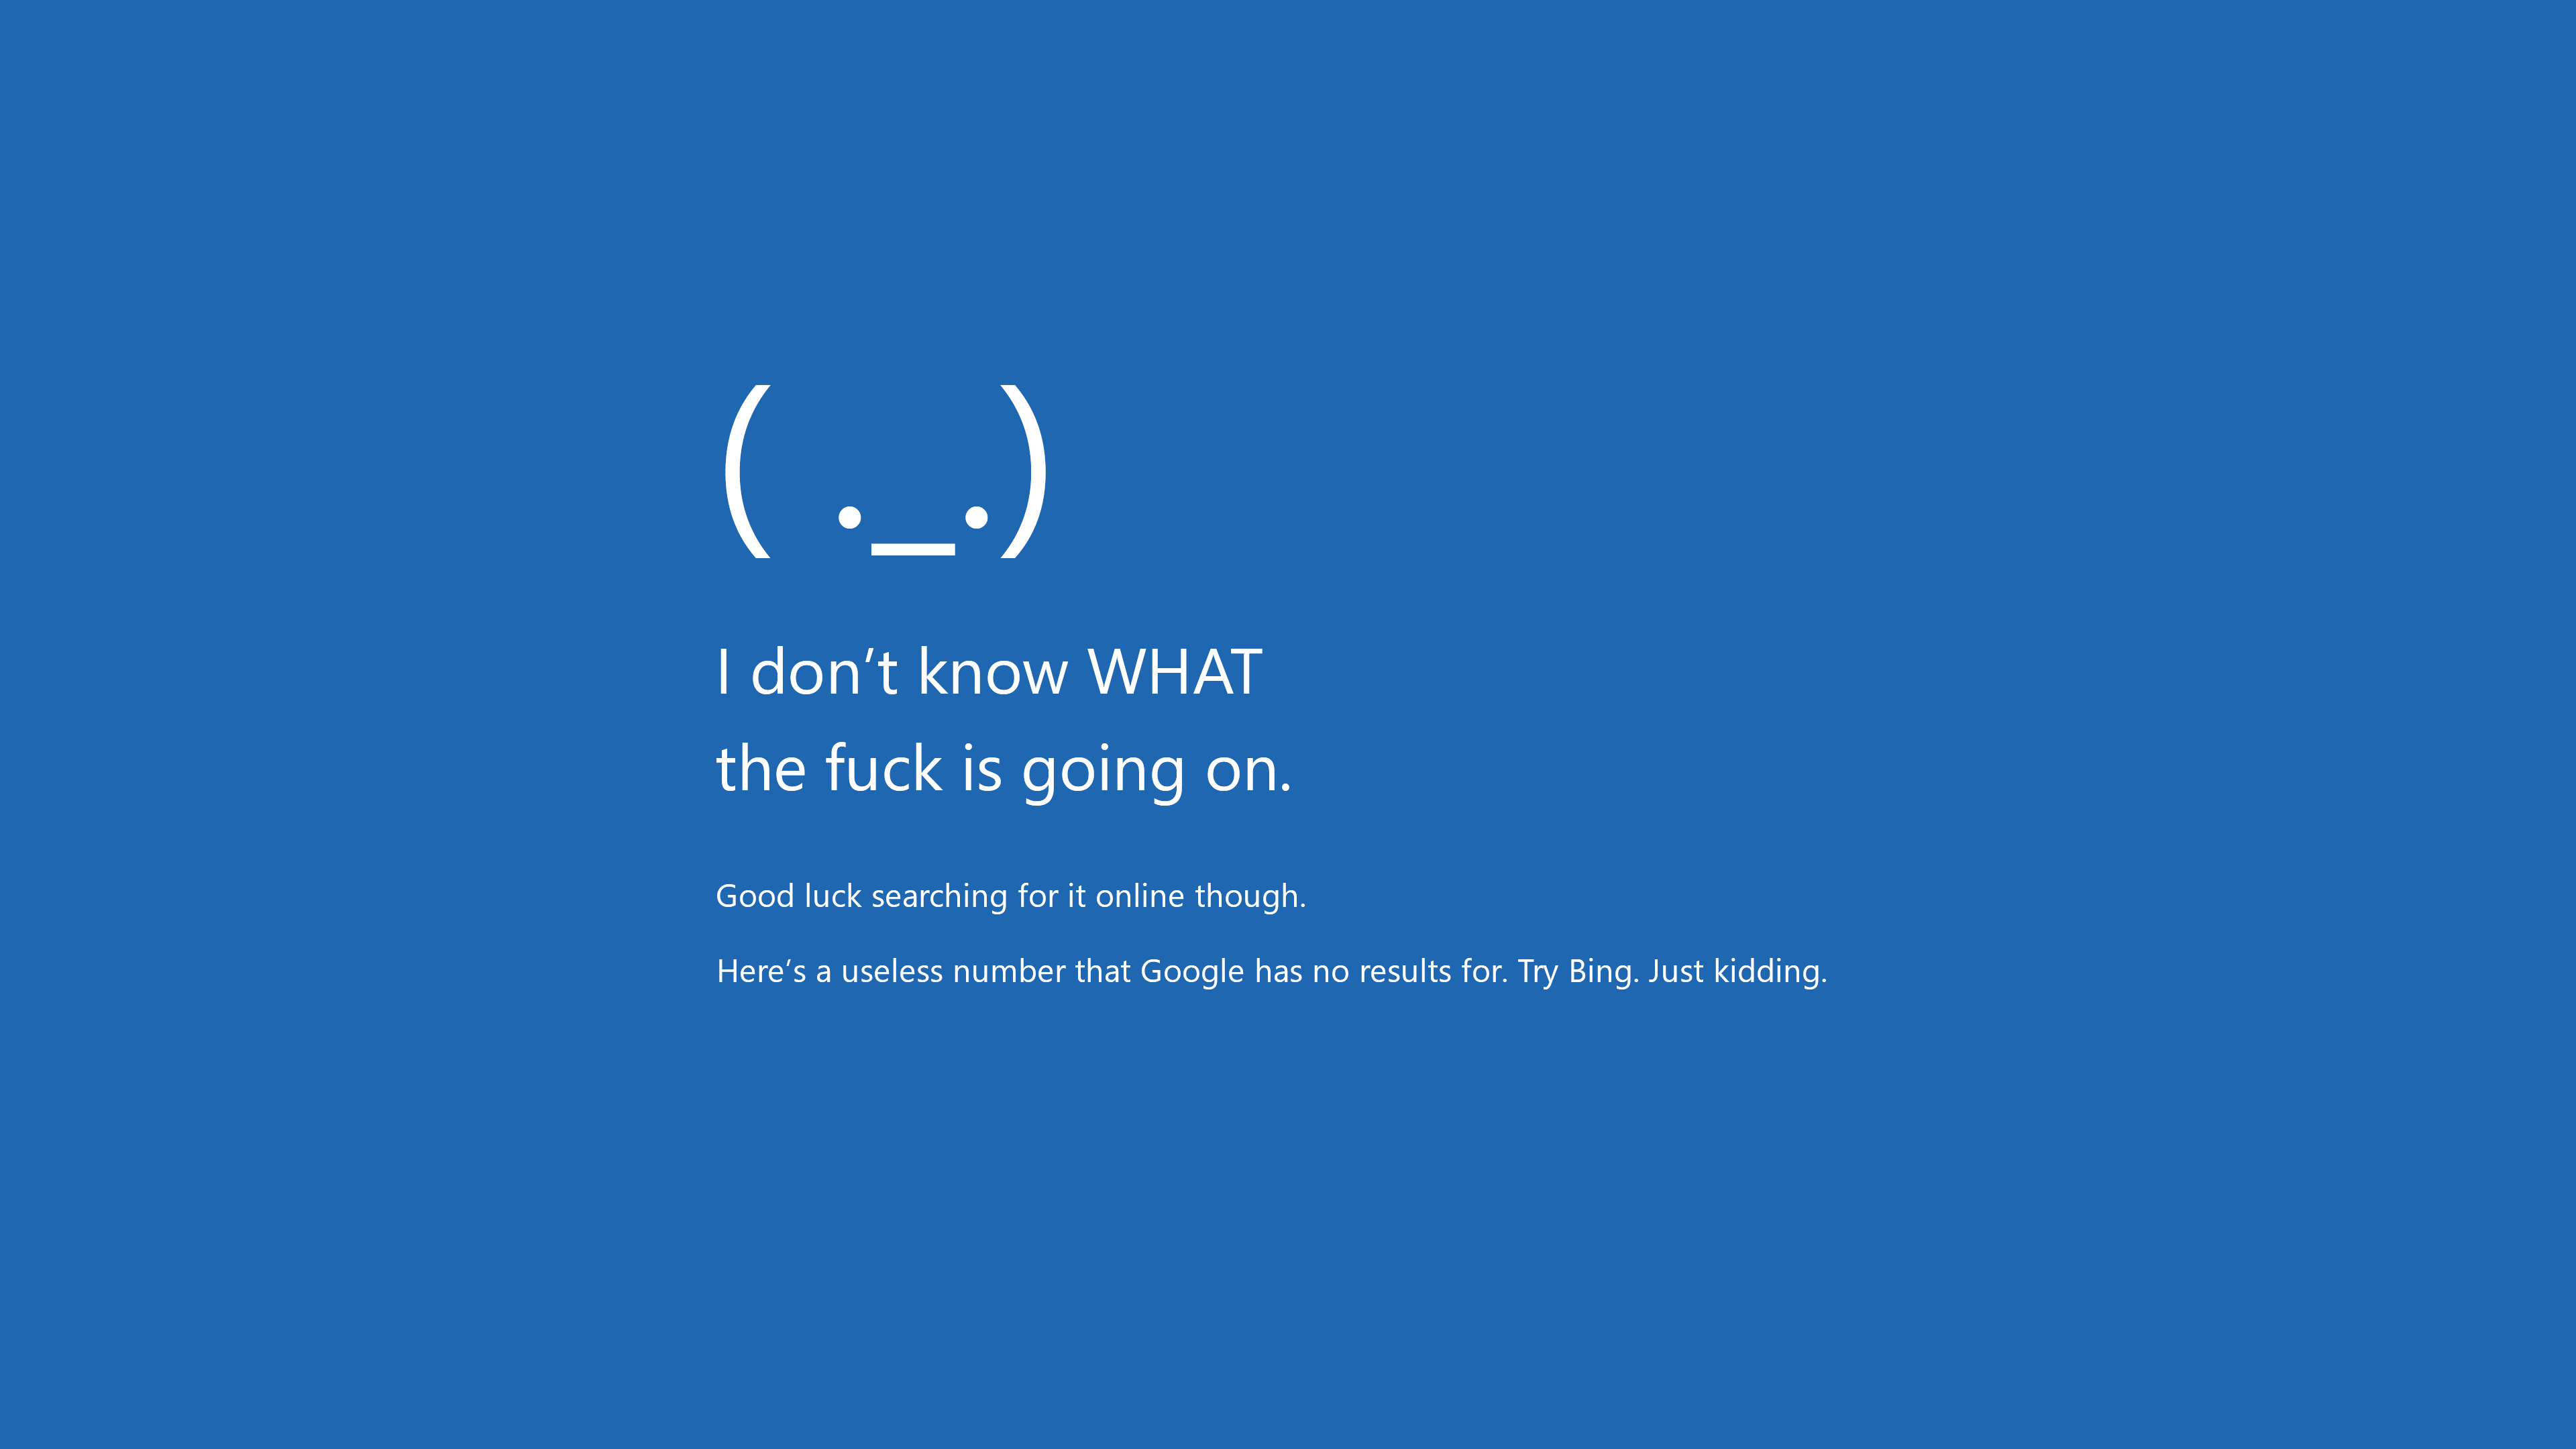 ( ._.)
I don’t know WHAT
the fuck is going on.
Good luck searching for it online though.
Here’s a useless number that Google has no results for. Try Bing. Just kidding.